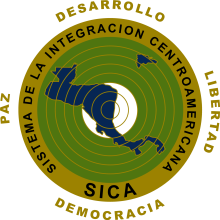 DESARROLLO
PAZ
LIBERTAD
SISTEMA DE LA INTEGRACION CENTROAMERICANA
SICA
DEMOCRACIA